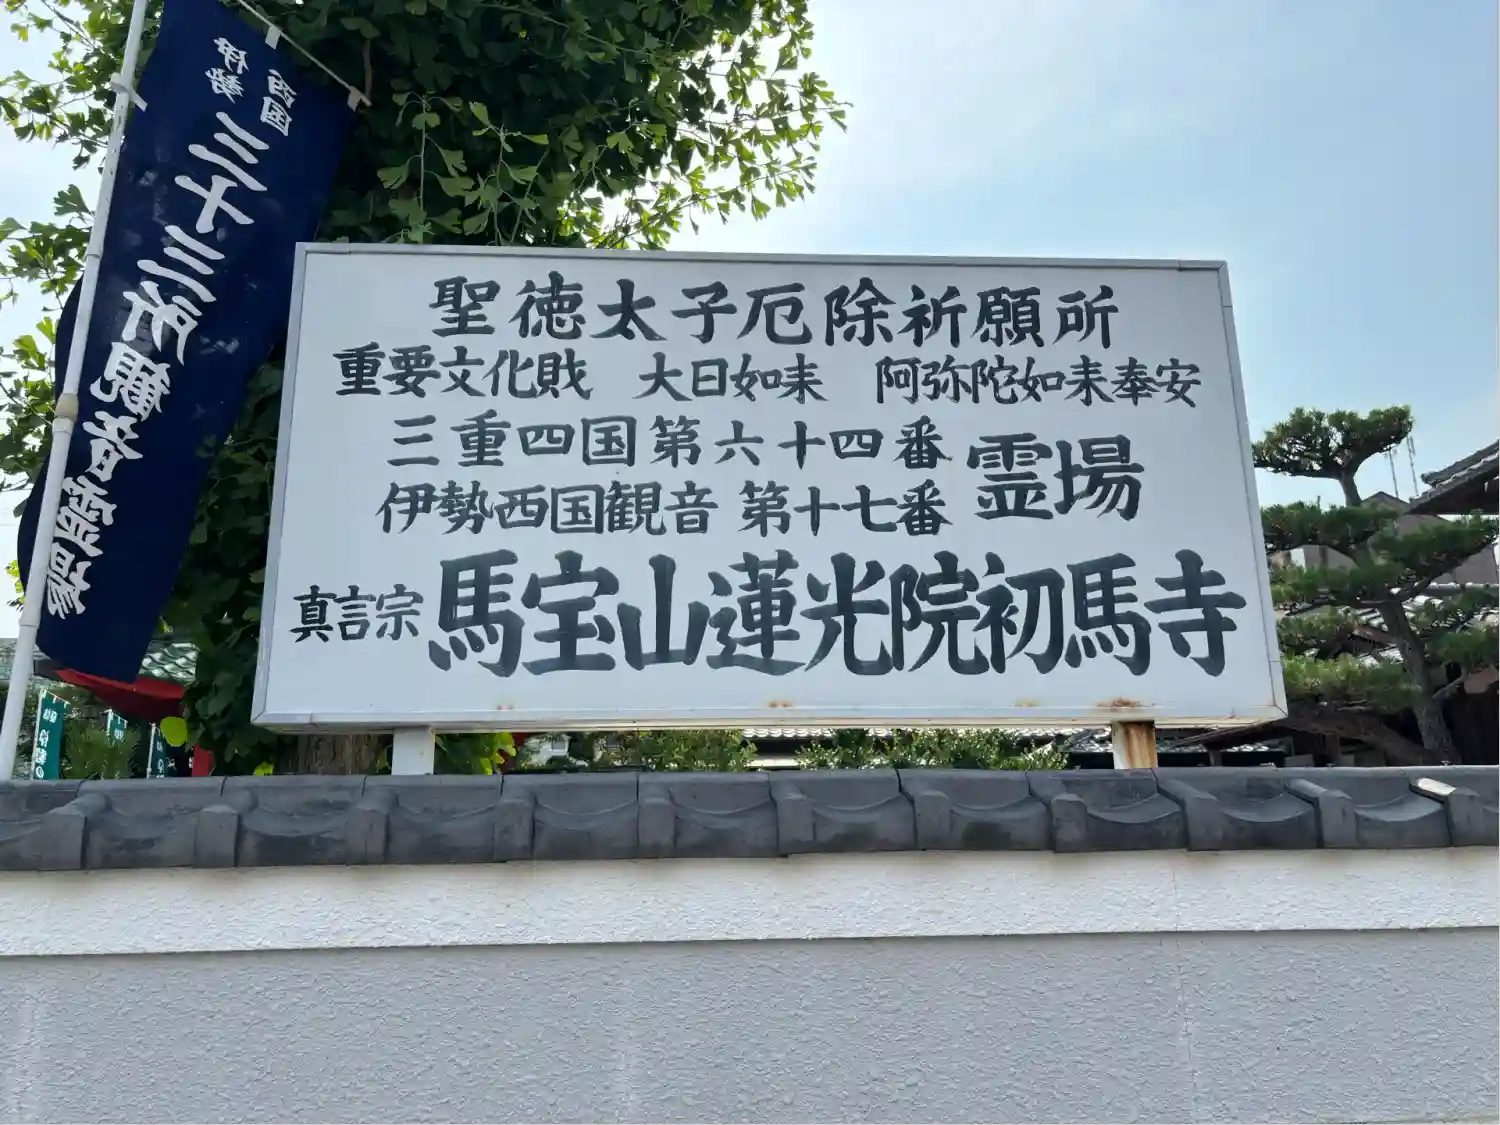 伊勢
西国
三十三所観音霊場
聖徳太子厄除祈願所
重要文化財　大日如来　阿弥陀如来奉安
三重四国第六十四番
伊勢西国観音 第十七番
霊場
真言宗 馬宝山蓮光院初馬寺